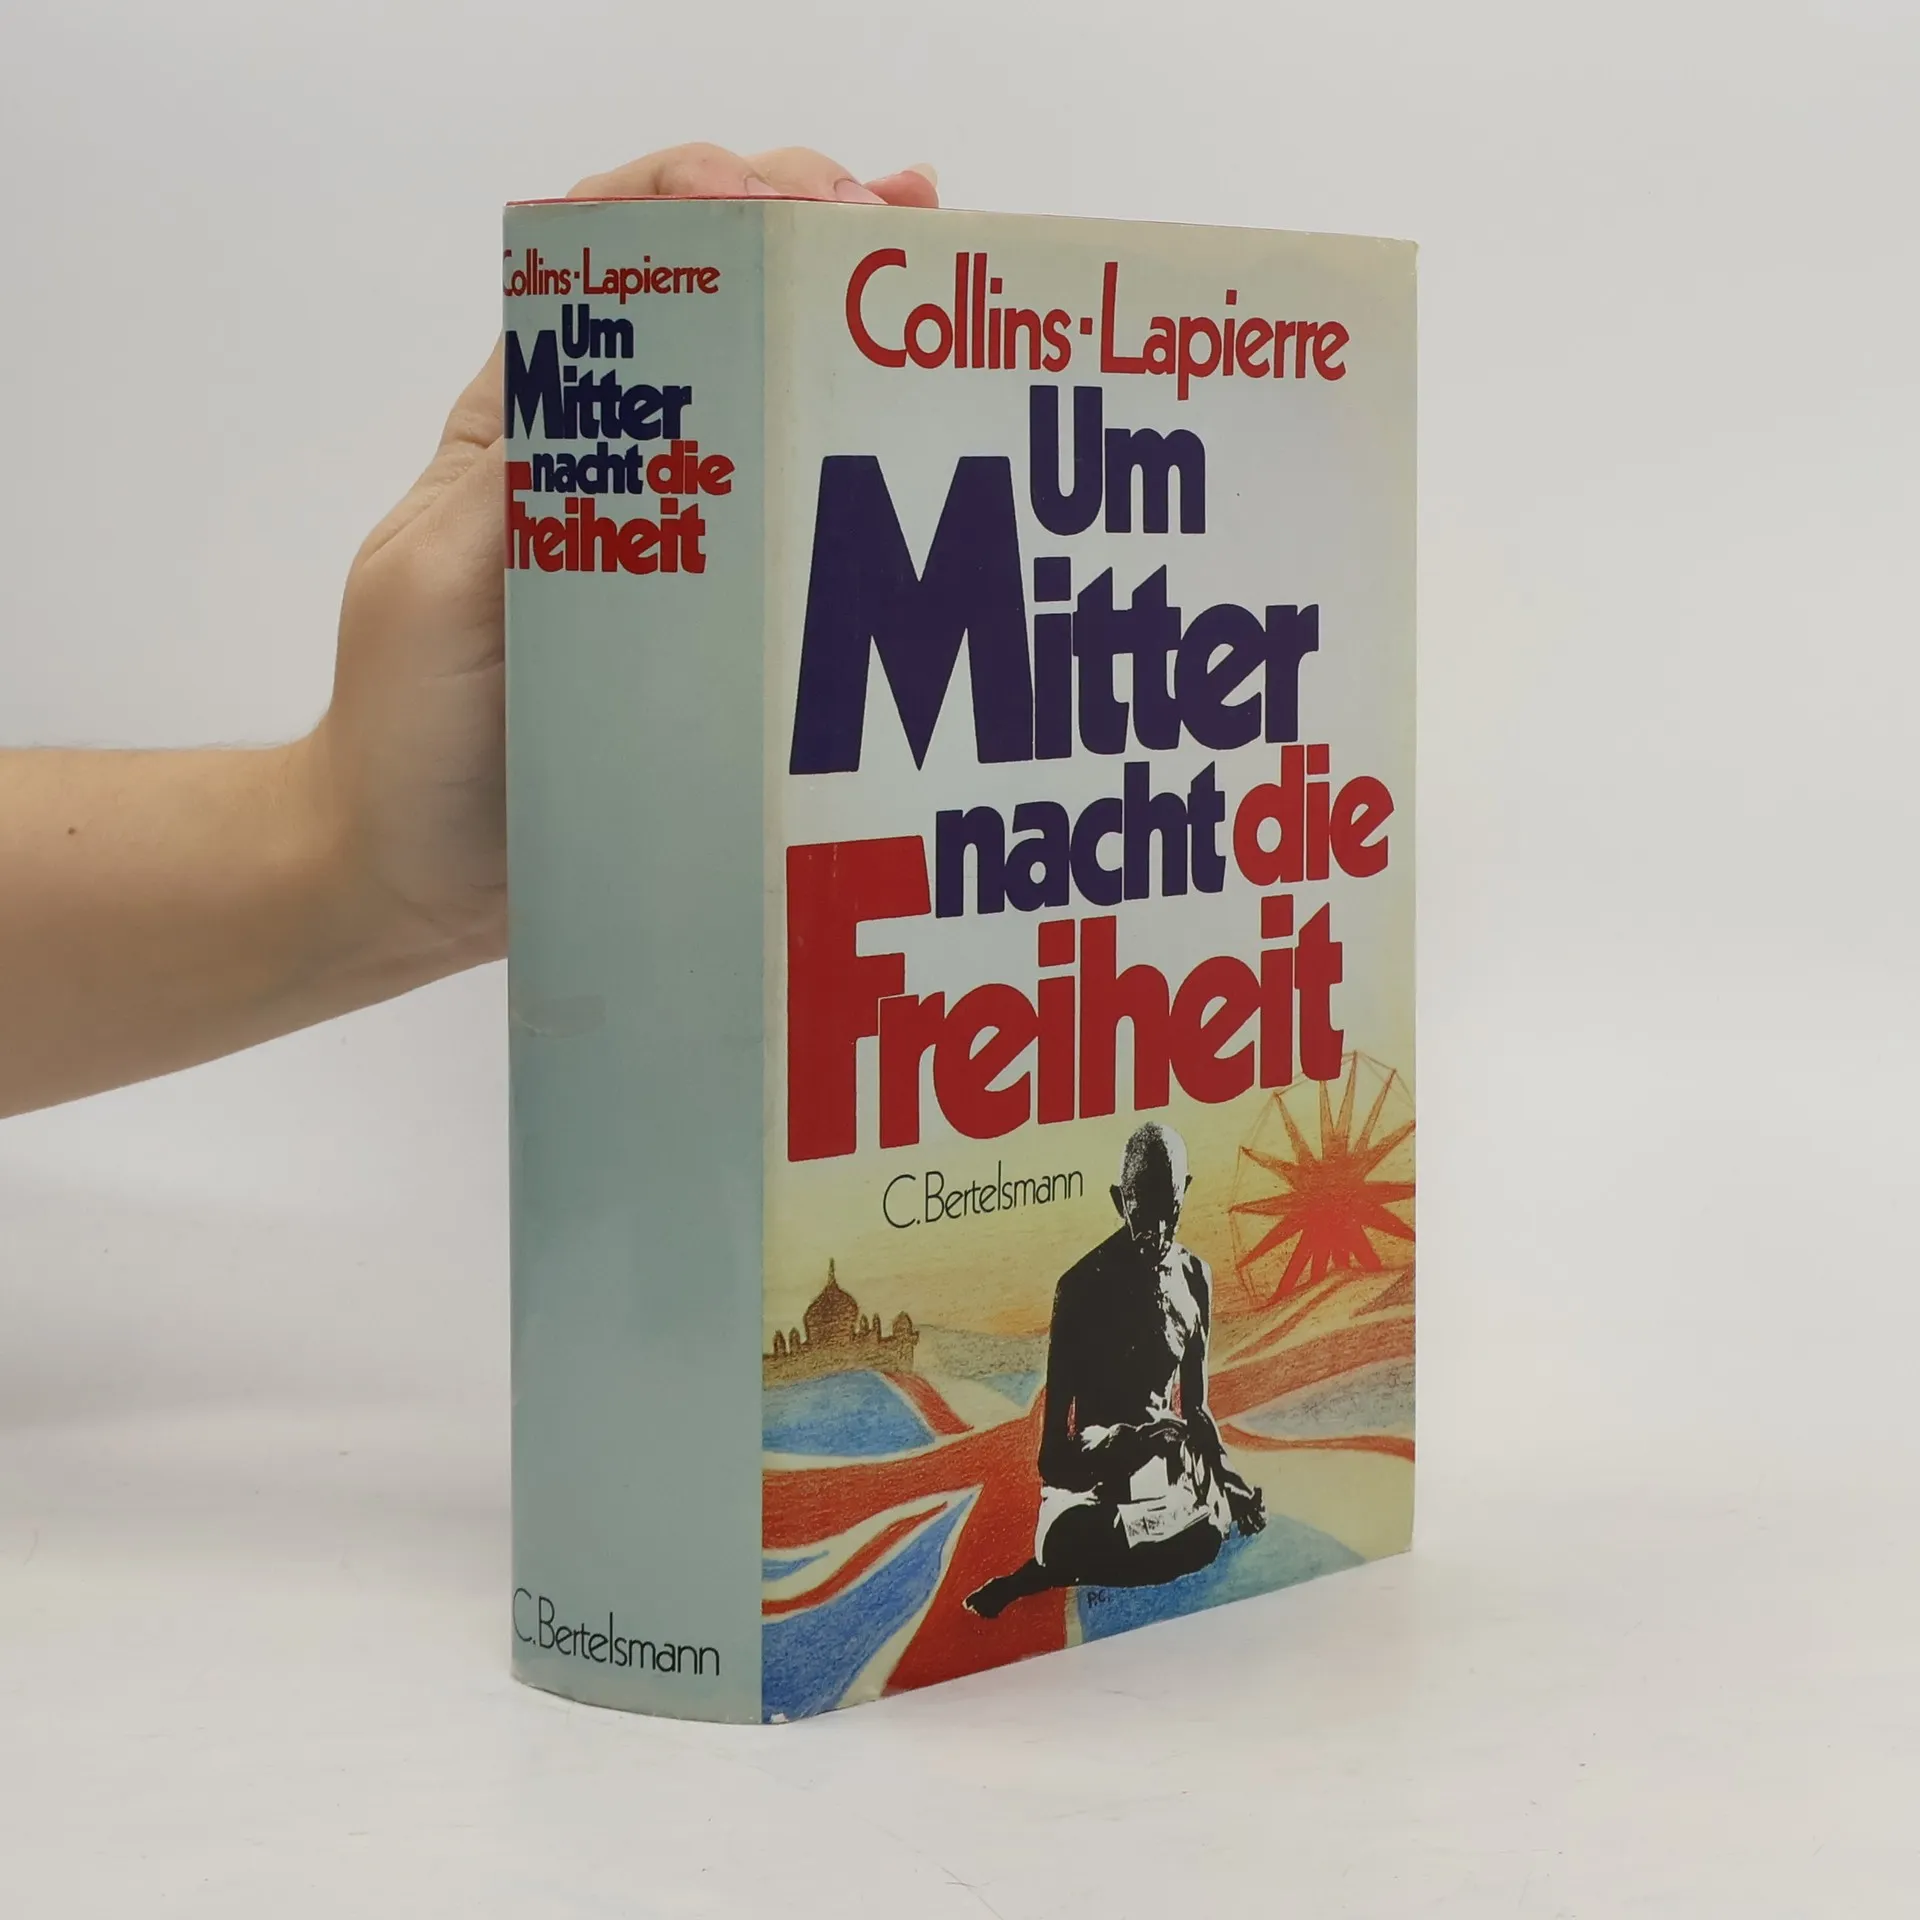 Collins·Lapierre
Um
Mitter
nacht die
Freiheit
C. Bertelsmann
Collins·Lapierre
Um
Mitter
nacht die
Freiheit
C. Bertelsmann
P.C.